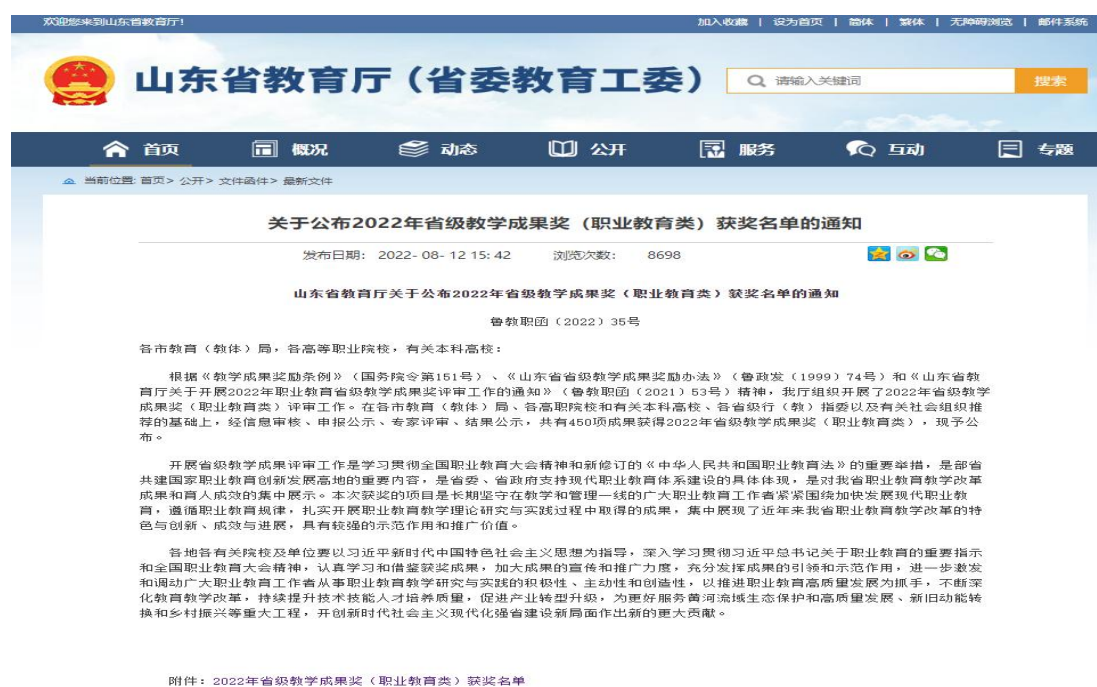 欢迎您来到山东省教育厅!
加入收藏 | 设为首页 | 简体 | 繁体 | 无障碍浏览 | 邮件系统
山东省教育厅（省委教育工委）
请输入关键词 搜索
首页 概况 动态 公开 服务 互动 专题
当前位置: 首页> 公开> 文件函件> 最新文件
关于公布2022年省级教学成果奖（职业教育类）获奖名单的通知
发布日期: 2022-08-12 15:42 浏览次数: 8698
山东省教育厅关于公布2022年省级教学成果奖（职业教育类）获奖名单的通知
鲁教职函（2022）35号
各市教育（教体）局，各高等职业院校，有关本科高校：
根据《教学成果奖励条例》（国务院令第151号）、《山东省省级教学成果奖励办法》（鲁政发（1999）74号）和《山东省教
育厅关于开展2022年职业教育省级教学成果奖评审工作的通知》（鲁教职函（2021）53号）精神，我厅组织开展了2022年省级教学
成果奖（职业教育类）评审工作。在各市教育（教体）局、各高职院校和有关本科高校、各省级行（教）指委以及有关社会组织推
荐的基础上，经信息审核、申报公示、专家评审、结果公示，共有450项成果获得2022年省级教学成果奖（职业教育类），现予公
布。
开展省级教学成果评审工作是学习贯彻全国职业教育大会精神和新修订的《中华人民共和国职业教育法》的重要举措，是部省
共建国家职业教育创新发展高地的重要内容，是省委、省政府支持现代职业教育体系建设的具体体现，是对我省职业教育教学改革
成果和育人成效的集中展示。本次获奖的项目是长期坚守在教学和管理一线的广大职业教育工作者紧紧围绕加快发展现代职业教
育，遵循职业教育规律，扎实开展职业教育教学理论研究与实践过程中取得的成果，集中展现了近年来我省职业教育教学改革的特
色与创新、成效与进展，具有较强的示范作用和推广价值。
各地各有关院校及单位要以习近平新时代中国特色社会主义思想为指导，深入学习贯彻习近平总书记关于职业教育的重要指示
和全国职业教育大会精神，认真学习和借鉴获奖成果，加大成果的宣传和推广力度，充分发挥成果的引领和示范作用，进一步激发
和调动广大职业教育工作者从事职业教育教学研究与实践的积极性、主动性和创造性，以推进职业教育高质量发展为抓手，不断深
化教育教学改革，持续提升技术技能人才培养质量，促进产业转型升级，为更好服务黄河流域生态保护和高质量发展、新旧动能转
换和乡村振兴等重大工程，开创新时代社会主义现代化强省建设新局面作出新的更大贡献。
附件：2022年省级教学成果奖（职业教育类）获奖名单